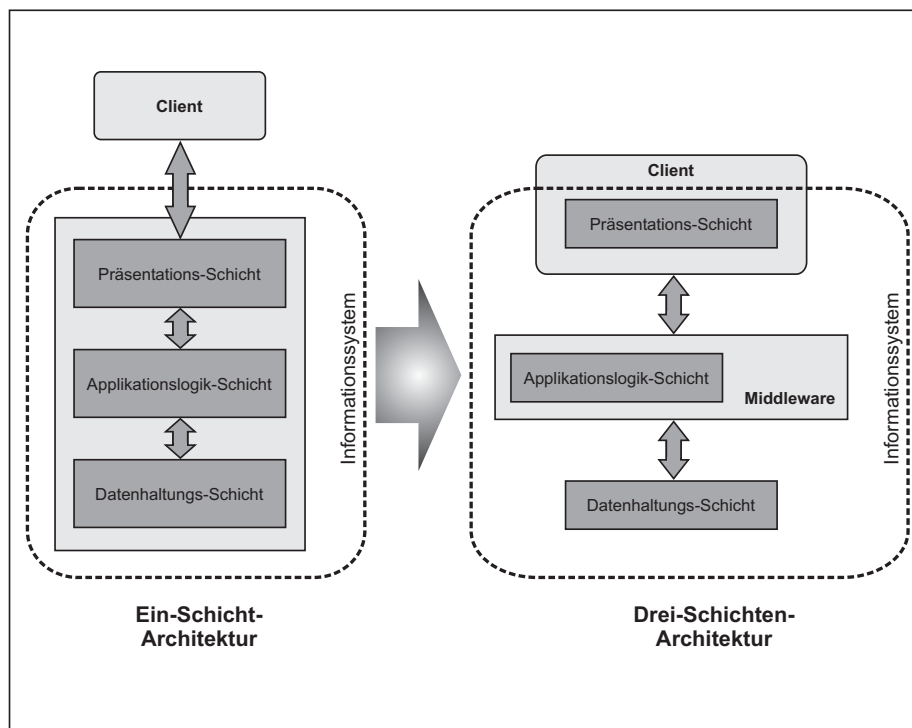 Client
Präsentations-Schicht
Applikationslogik-Schicht
Datenhaltungs-Schicht
Informationssystem
Ein-Schicht-
Architektur
Client
Präsentations-Schicht
Applikationslogik-Schicht
Middleware
Datenhaltungs-Schicht
Informationssystem
Drei-Schichten-
Architektur